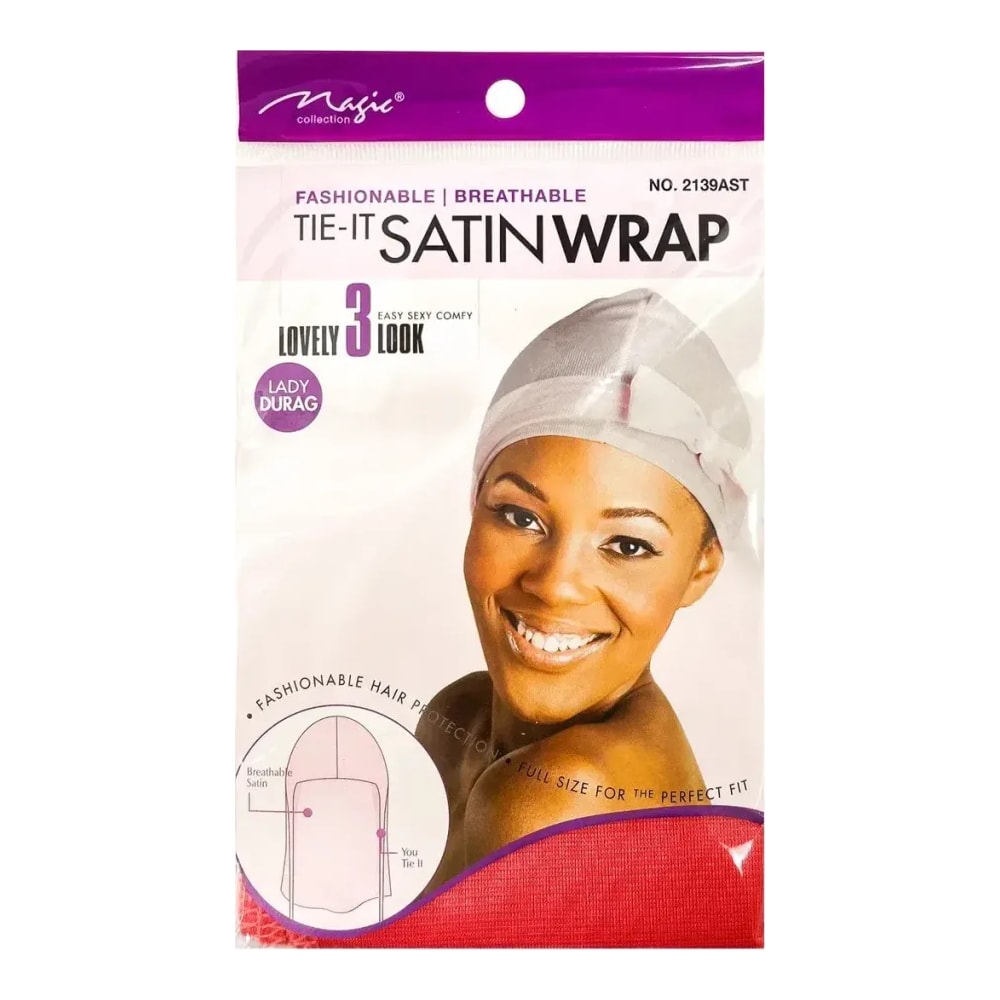 Magic®
collection
NO. 2139AST
FASHIONABLE | BREATHABLE
TIE-IT SATIN WRAP
EASY SEXY COMFY
LOVELY 3 LOOK
LADY
DURAG
• FASHIONABLE HAIR PROTECTION • FULL SIZE FOR THE PERFECT FIT
Breathable
Satin
You
Tie It